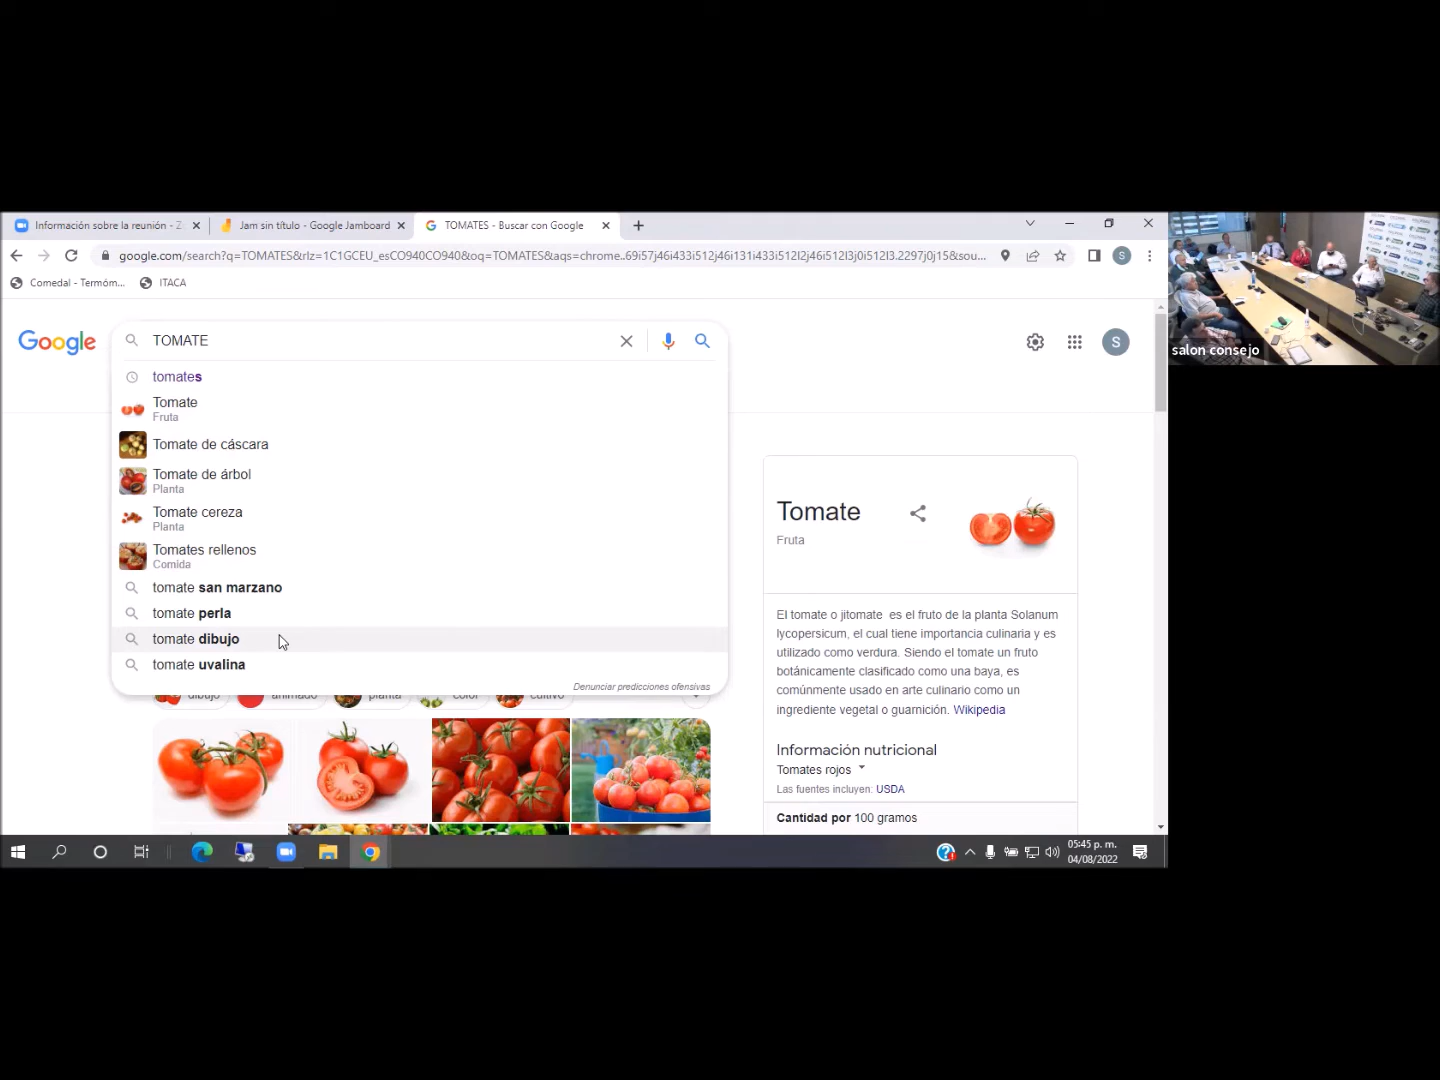 Información sobre la reunión - Z
Jam sin título - Google Jamboard
TOMATES - Buscar con Google
google.com/search?q=TOMATES&rlz=1C1GCEU_esCO940CO940&oq=TOMATES&aqs=chrome..69i57j46i433i512j46i131i433i512l2j46i512l3j0i512l3.2297j0j15&sou...
S
Comedal - Termóm...
ITACA
Google
TOMATE
S
tomates
Tomate
Fruta
Tomate de cáscara
Tomate de árbol
Planta
Tomate cereza
Planta
Tomates rellenos
Comida
tomate san marzano
tomate perla
tomate dibujo
tomate uvalina
Denunciar predicciones ofensivas
dibujo
animado
planta
color
cultivo
Tomate
Fruta
El tomate o jitomate es el fruto de la planta Solanum
lycopersicum, el cual tiene importancia culinaria y es
utilizado como verdura. Siendo el tomate un fruto
botánicamente clasificado como una baya, es
comúnmente usado en arte culinario como un
ingrediente vegetal o guarnición. Wikipedia
Información nutricional
Tomates rojos
Las fuentes incluyen: USDA
Cantidad por 100 gramos
05:45 p. m.
04/08/2022
salon consejo